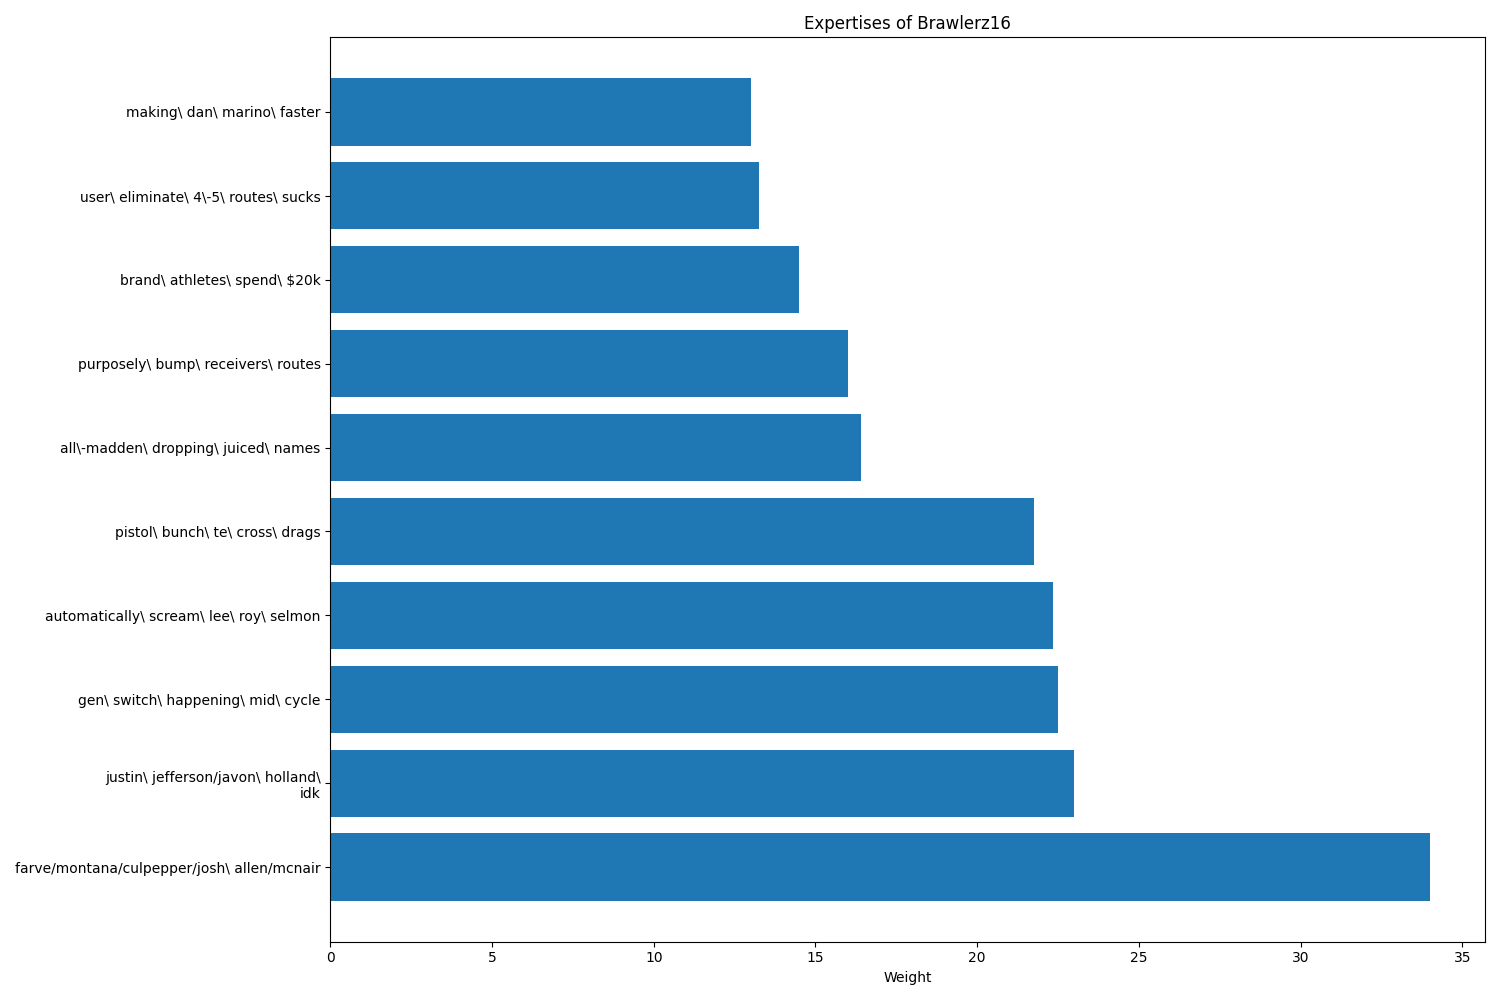 Expertises of Brawlerz16
making\ dan\ marino\ faster
user\ eliminate\ 4\-5\ routes\ sucks
brand\ athletes\ spend\ $20k
purposely\ bump\ receivers\ routes
all\-madden\ dropping\ juiced\ names
pistol\ bunch\ te\ cross\ drags
automatically\ scream\ lee\ roy\ selmon
gen\ switch\ happening\ mid\ cycle
justin\ jefferson/javon\ holland\
idk
farve/montana/culpepper/josh\ allen/mcnair
0 5 10 15 20 25 30 35
Weight